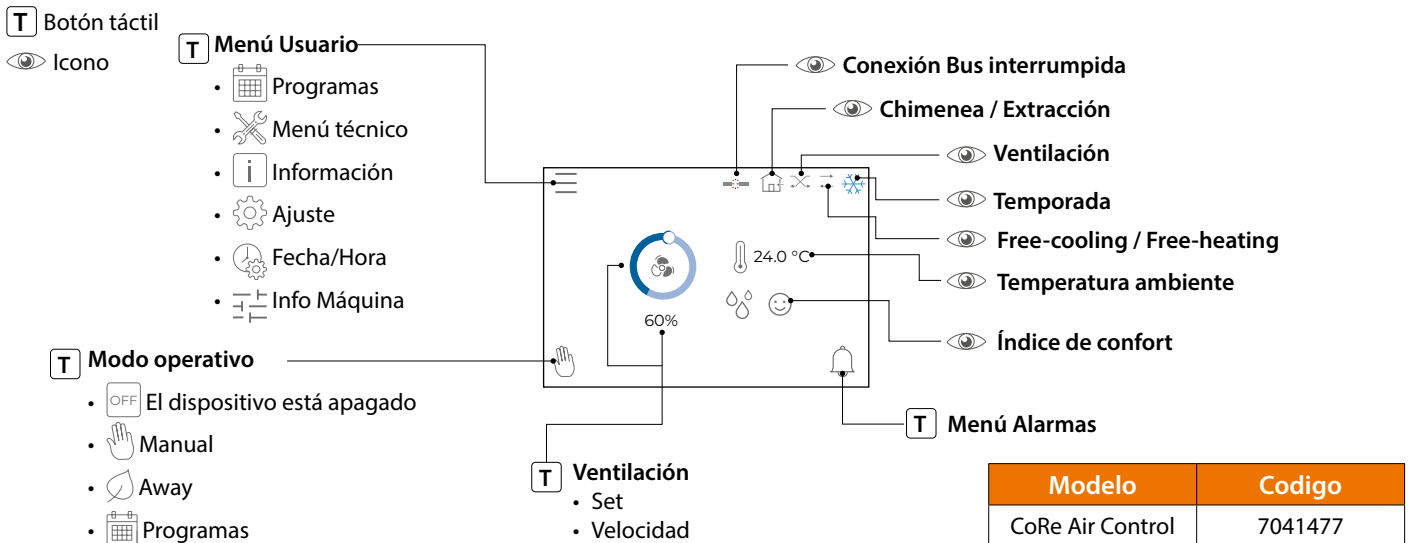 T Botón táctil
Icono
T Menú Usuario
• Programas
• Menú técnico
• i Información
• Ajuste
• Fecha/Hora
• Info Máquina
T Modo operativo
• OFF El dispositivo está apagado
• Manual
• Away
• Programas
24.0 °C
60%
T Ventilación
• Set
• Velocidad
Conexión Bus interrumpida
Chimenea / Extracción
Ventilación
Temporada
Free-cooling / Free-heating
Temperatura ambiente
Índice de confort
T Menú Alarmas
Modelo Codigo
CoRe Air Control 7041477